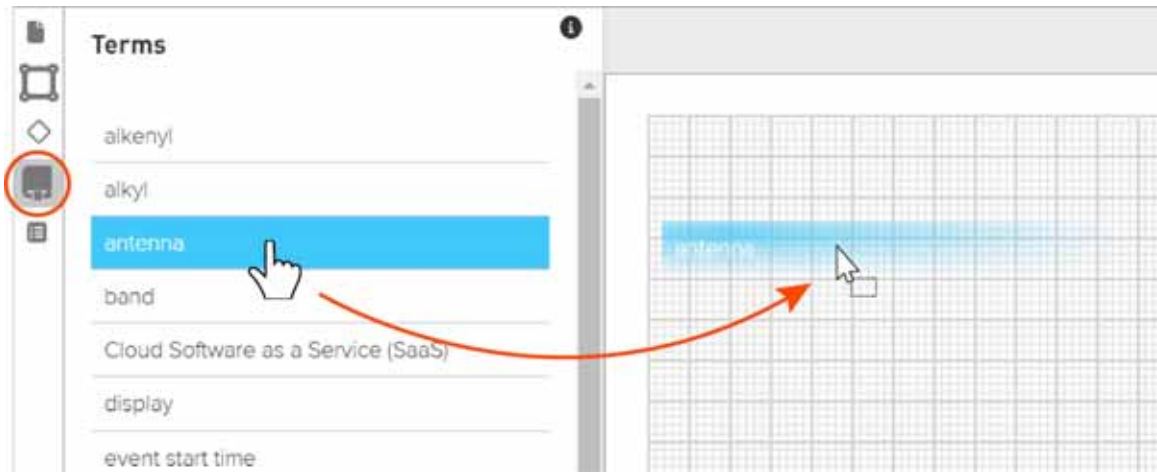 Terms
alkenyl
alkyl
antenna
antenna
band
Cloud Software as a Service (SaaS)
display
event start time